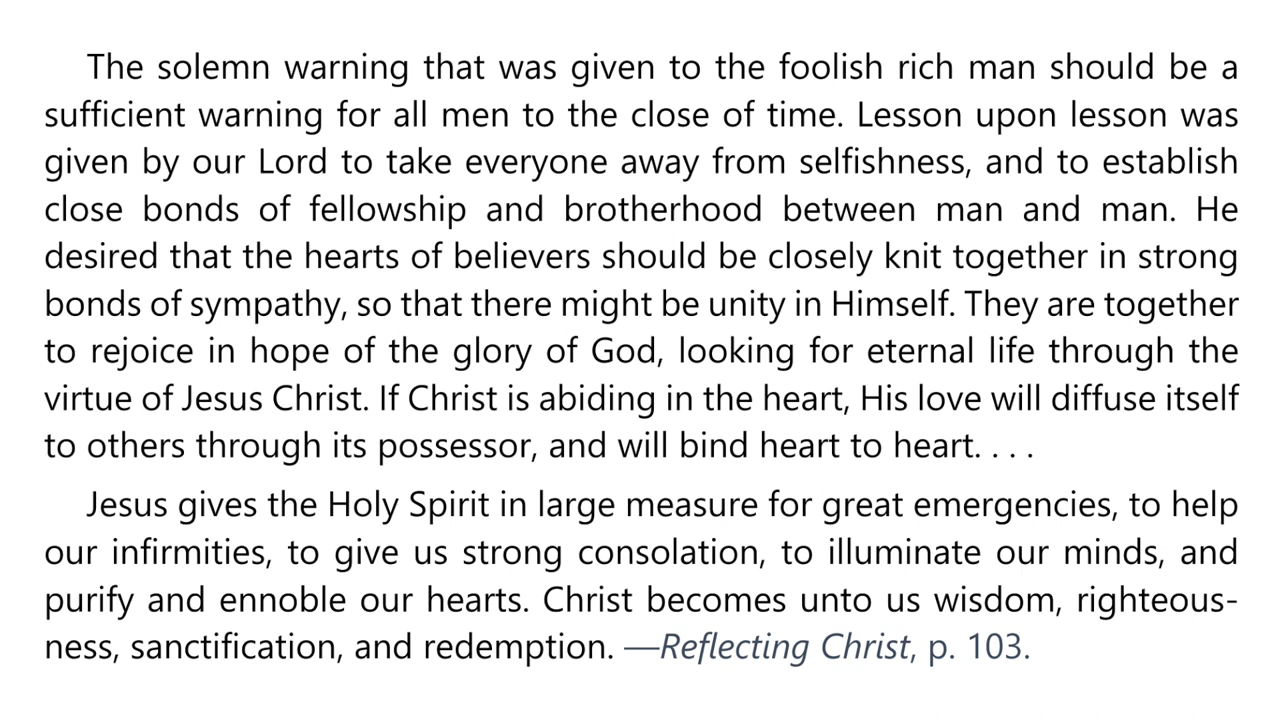 The solemn warning that was given to the foolish rich man should be a
sufficient warning for all men to the close of time. Lesson upon lesson was
given by our Lord to take everyone away from selfishness, and to establish
close bonds of fellowship and brotherhood between man and man. He
desired that the hearts of believers should be closely knit together in strong
bonds of sympathy, so that there might be unity in Himself. They are together
to rejoice in hope of the glory of God, looking for eternal life through the
virtue of Jesus Christ. If Christ is abiding in the heart, His love will diffuse itself
to others through its possessor, and will bind heart to heart. . . .
Jesus gives the Holy Spirit in large measure for great emergencies, to help
our infirmities, to give us strong consolation, to illuminate our minds, and
purify and ennoble our hearts. Christ becomes unto us wisdom, righteous-
ness, sanctification, and redemption. —Reflecting Christ, p. 103.